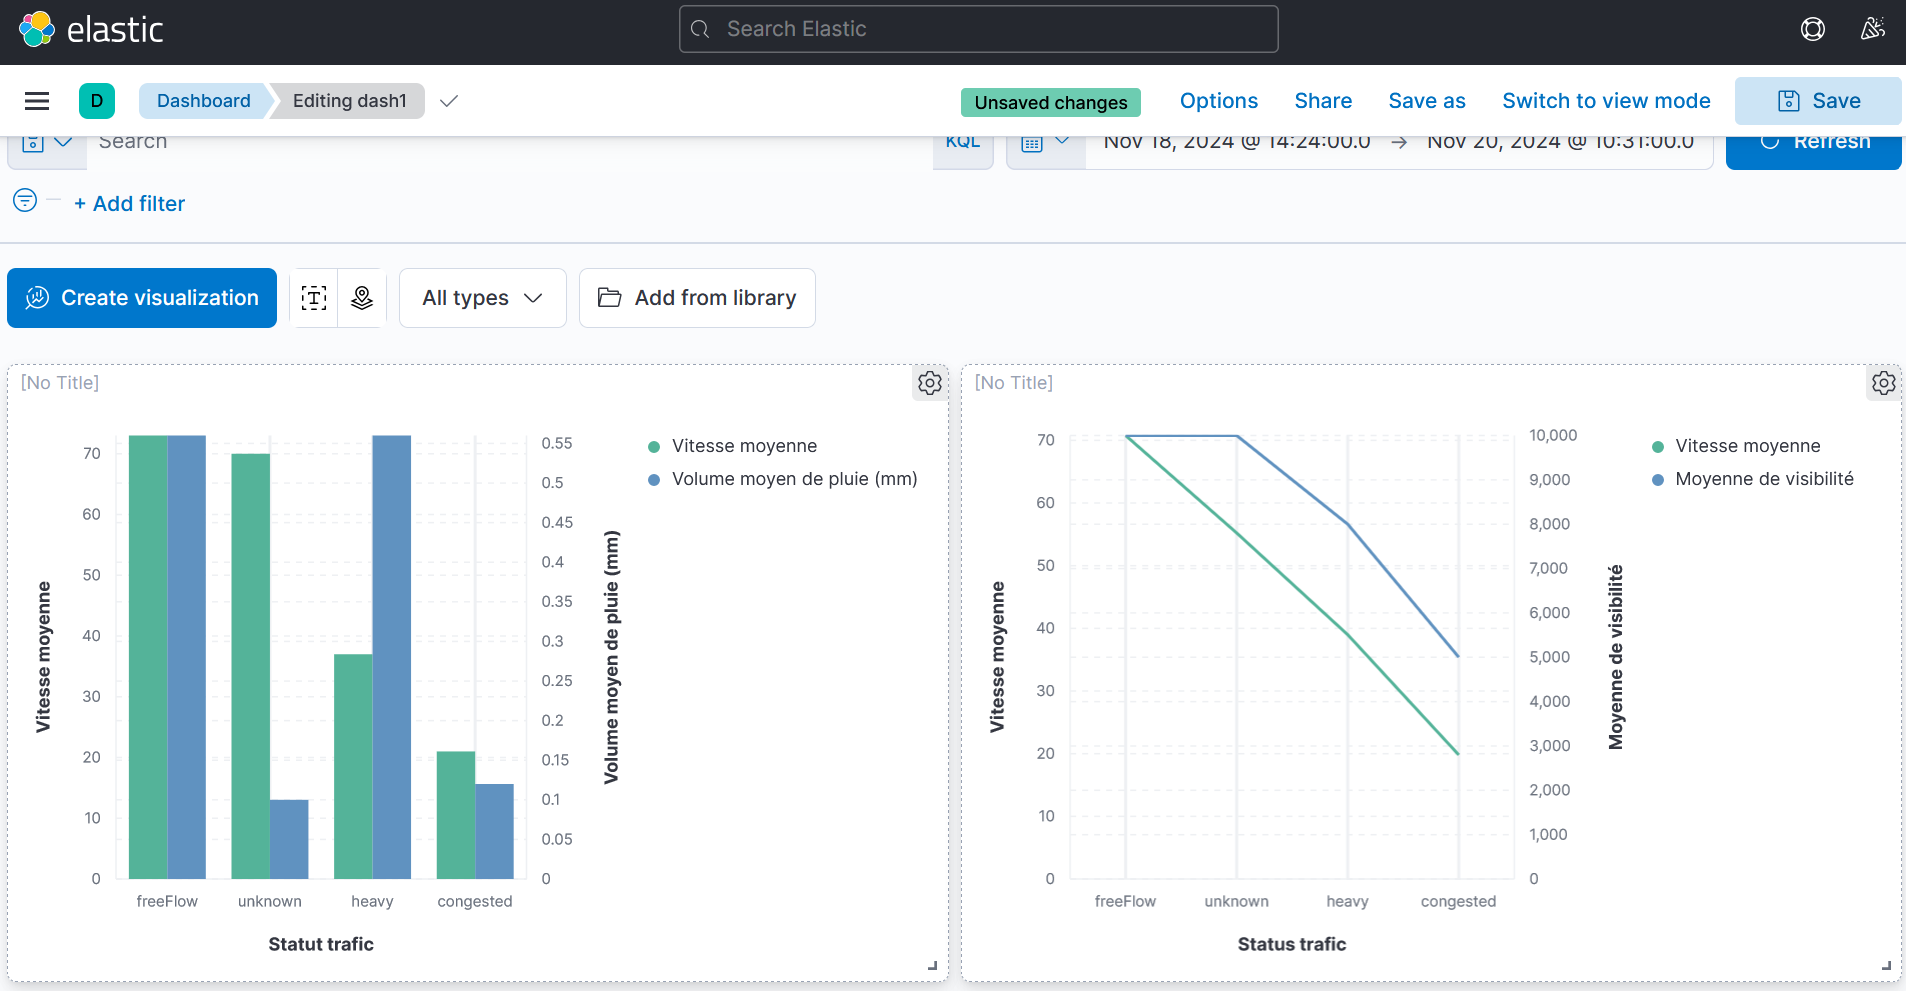 elastic
Search Elastic
D
Dashboard
Editing dash1
Unsaved changes
Options
Share
Save as
Switch to view mode
Save
Search
KQL
Nov 18, 2024 @ 14:24:00.0
→
Nov 20, 2024 @ 10:31:00.0
Refresh
+ Add filter
Create visualization
All types
Add from library
[No Title]
Vitesse moyenne
70
60
50
40
30
20
10
0
freeFlow
unknown
heavy
congested
Statut trafic
0.55
0.5
0.45
0.4
0.35
0.3
0.25
0.2
0.15
0.1
0.05
0
Volume moyen de pluie (mm)
Vitesse moyenne
Volume moyen de pluie (mm)
[No Title]
Vitesse moyenne
70
60
50
40
30
20
10
0
freeFlow
unknown
heavy
congested
Status trafic
10,000
9,000
8,000
7,000
6,000
5,000
4,000
3,000
2,000
1,000
0
Moyenne de visibilité
Vitesse moyenne
Moyenne de visibilité